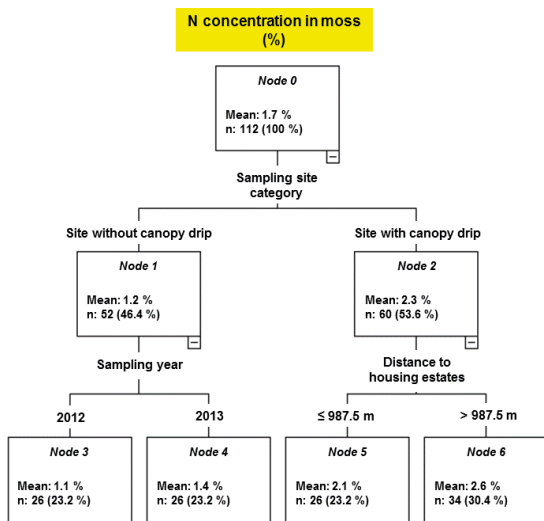 N concentration in moss
(%)
Node 0
Mean: 1.7 %
n: 112 (100 %)
Sampling site
category
Site without canopy drip
Site with canopy drip
Node 1
Mean: 1.2 %
n: 52 (46.4 %)
Node 2
Mean: 2.3 %
n: 60 (53.6 %)
Sampling year
Distance to
housing estates
2012
2013
≤ 987.5 m
> 987.5 m
Node 3
Mean: 1.1 %
n: 26 (23.2 %)
Node 4
Mean: 1.4 %
n: 26 (23.2 %)
Node 5
Mean: 2.1 %
n: 26 (23.2 %)
Node 6
Mean: 2.6 %
n: 34 (30.4 %)